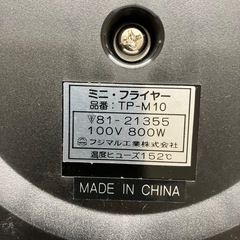 ミニ・フライヤー
品番：TP-M10
81-21355
100V 800W
フジマル工業株式会社
温度ヒューズ152℃
MADE IN CHINA